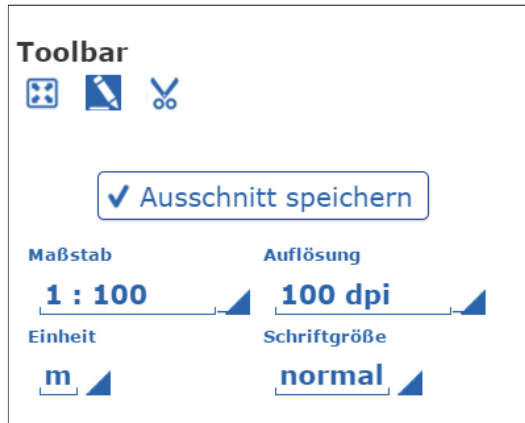 Toolbar
Ausschnitt speichern
Maßstab Auflösung
1 : 100 100 dpi
Einheit Schriftgröße
m normal